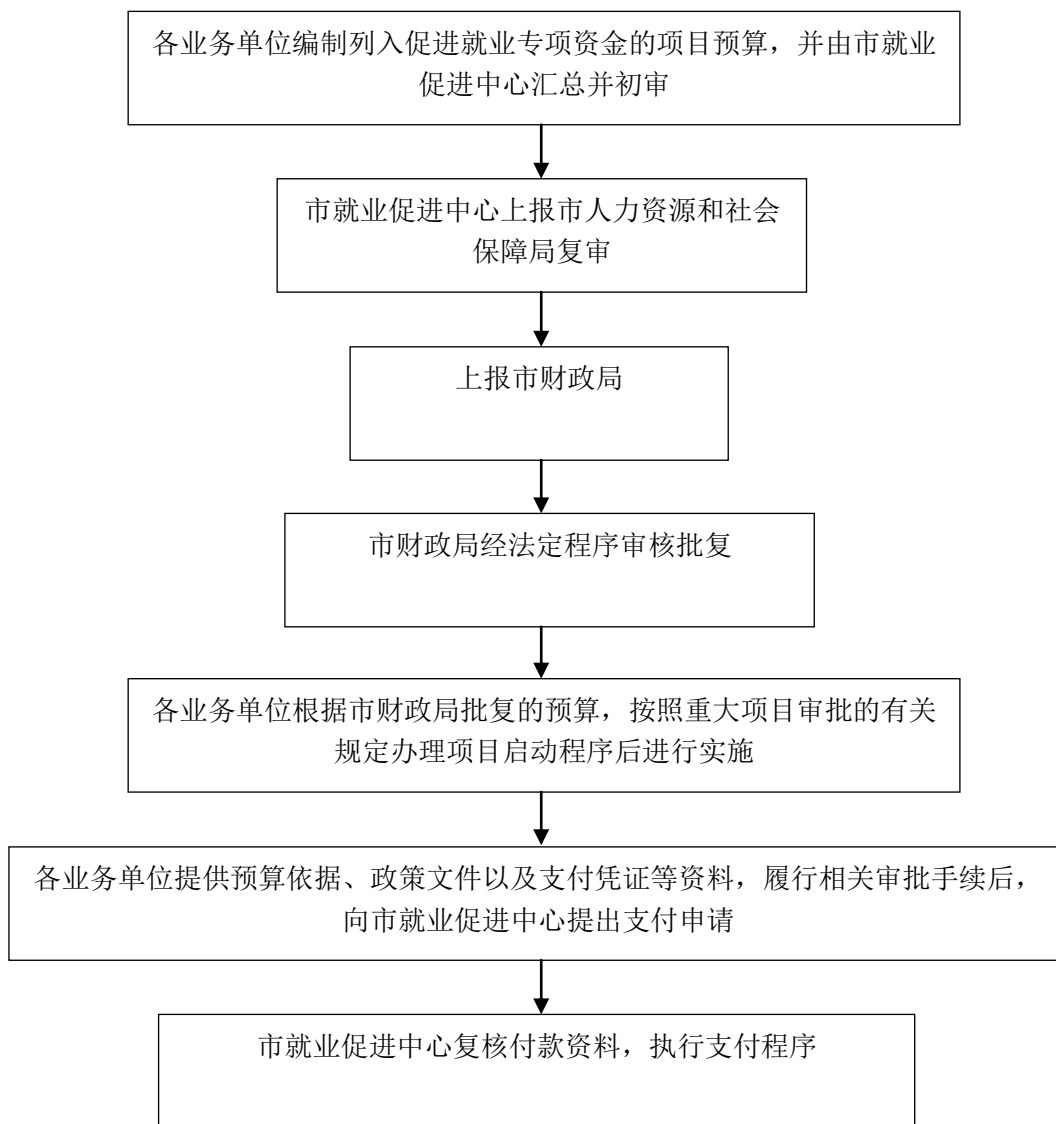 各业务单位编制列入促进就业专项资金的项目预算，并由市就业
促进中心汇总并初审
市就业促进中心上报市人力资源和社会
保障局复审
上报市财政局
市财政局经法定程序审核批复
各业务单位根据市财政局批复的预算，按照重大项目审批的有关
规定办理项目启动程序后进行实施
各业务单位提供预算依据、政策文件以及支付凭证等资料，履行相关审批手续后，
向市就业促进中心提出支付申请
市就业促进中心复核付款资料，执行支付程序